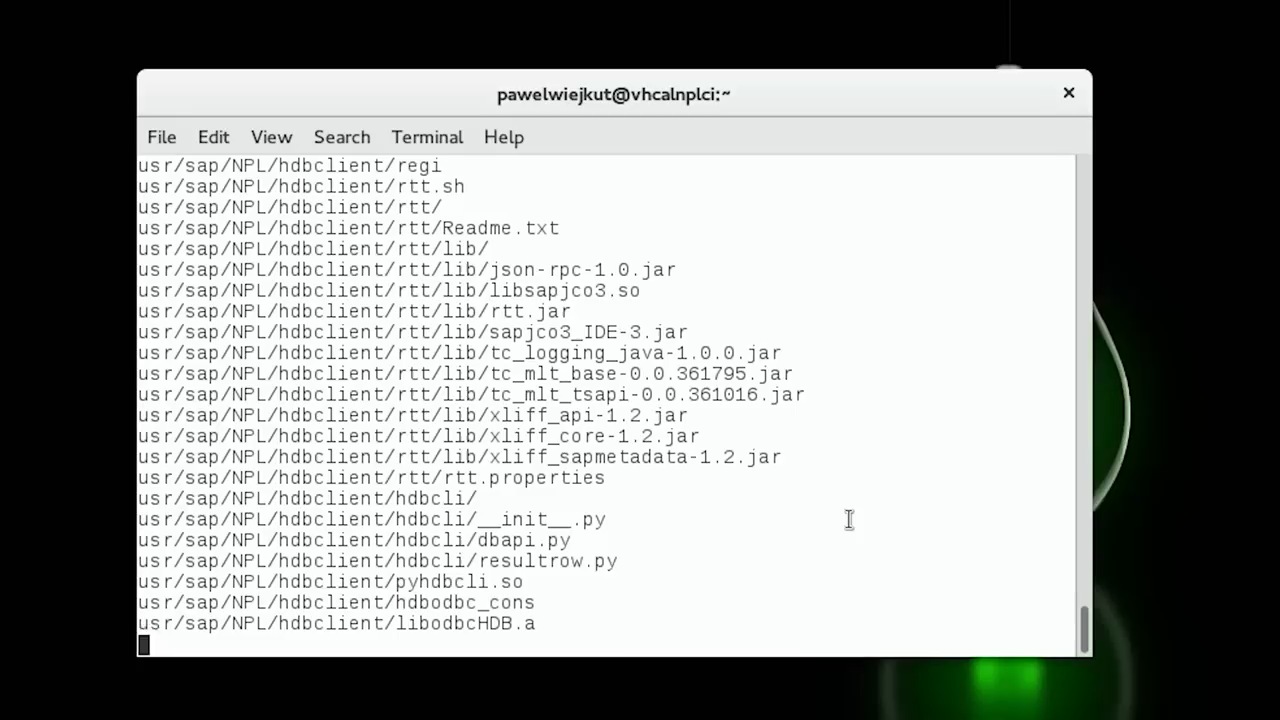 pawelwiejkut@vhcalnplci:~
File Edit View Search Terminal Help
usr/sap/NPL/hdbclient/regi
usr/sap/NPL/hdbclient/rtt.sh
usr/sap/NPL/hdbclient/rtt/
usr/sap/NPL/hdbclient/rtt/Readme.txt
usr/sap/NPL/hdbclient/rtt/lib/
usr/sap/NPL/hdbclient/rtt/lib/json-rpc-1.0.jar
usr/sap/NPL/hdbclient/rtt/lib/libsapjco3.so
usr/sap/NPL/hdbclient/rtt/lib/rtt.jar
usr/sap/NPL/hdbclient/rtt/lib/sapjco3_IDE-3.jar
usr/sap/NPL/hdbclient/rtt/lib/tc_logging_java-1.0.0.jar
usr/sap/NPL/hdbclient/rtt/lib/tc_mlt_base-0.0.361795.jar
usr/sap/NPL/hdbclient/rtt/lib/tc_mlt_tsapi-0.0.361016.jar
usr/sap/NPL/hdbclient/rtt/lib/xliff_api-1.2.jar
usr/sap/NPL/hdbclient/rtt/lib/xliff_core-1.2.jar
usr/sap/NPL/hdbclient/rtt/lib/xliff_sapmetadata-1.2.jar
usr/sap/NPL/hdbclient/rtt/rtt.properties
usr/sap/NPL/hdbclient/hdbcli/
usr/sap/NPL/hdbclient/hdbcli/__init__.py
usr/sap/NPL/hdbclient/hdbcli/dbapi.py
usr/sap/NPL/hdbclient/hdbcli/resultrow.py
usr/sap/NPL/hdbclient/pyhdbcli.so
usr/sap/NPL/hdbclient/hdbodbc_cons
usr/sap/NPL/hdbclient/libodbcHDB.a